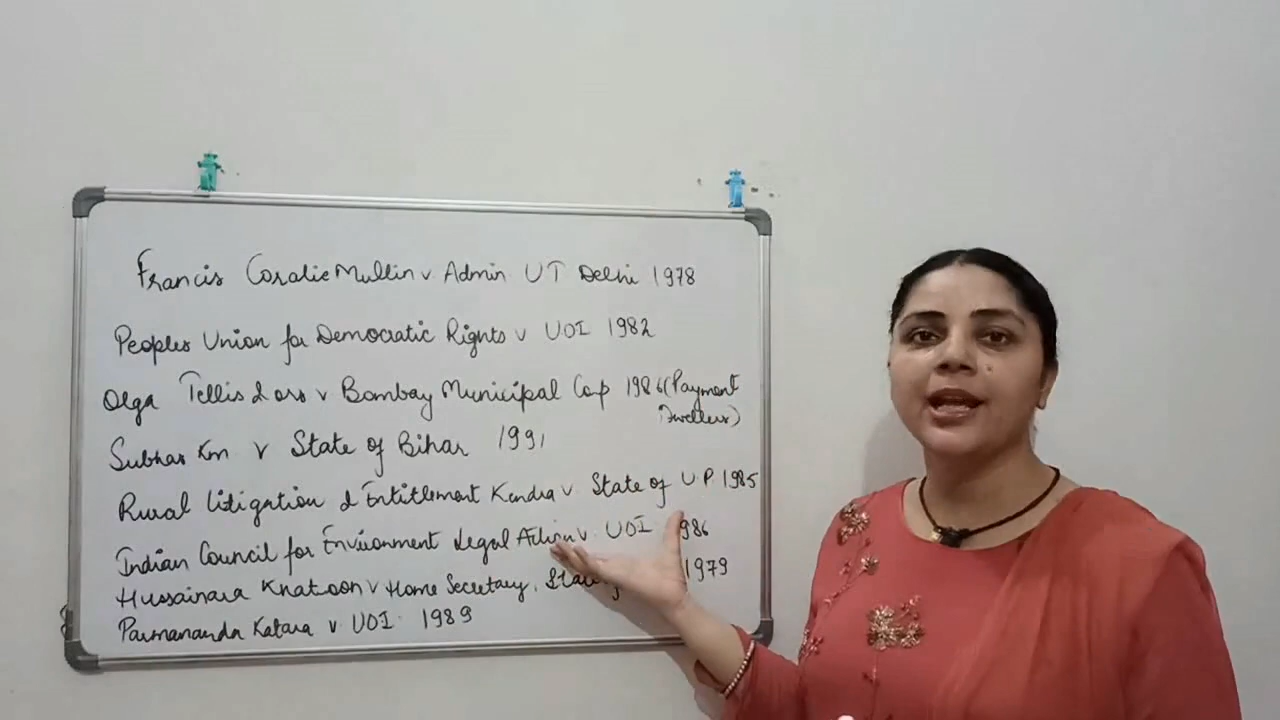 Francis Coralie Mullin v Admin UT Delhi 1978
Peoples Union for Democratic Rights v UOI 1982
Olga Tellis & ors v Bombay Municipal Cop 1986 (Payment
Dwellers)
Subhas Km v State of Bihar 1991
Rural Litigation & Entitlement Kendra v State of U P 1985
Indian Council for Environment Legal Action v. UOI 1986
Hussainara Khatoon v Home Secretary, 1979
Parmananda Katara v UOI 1989